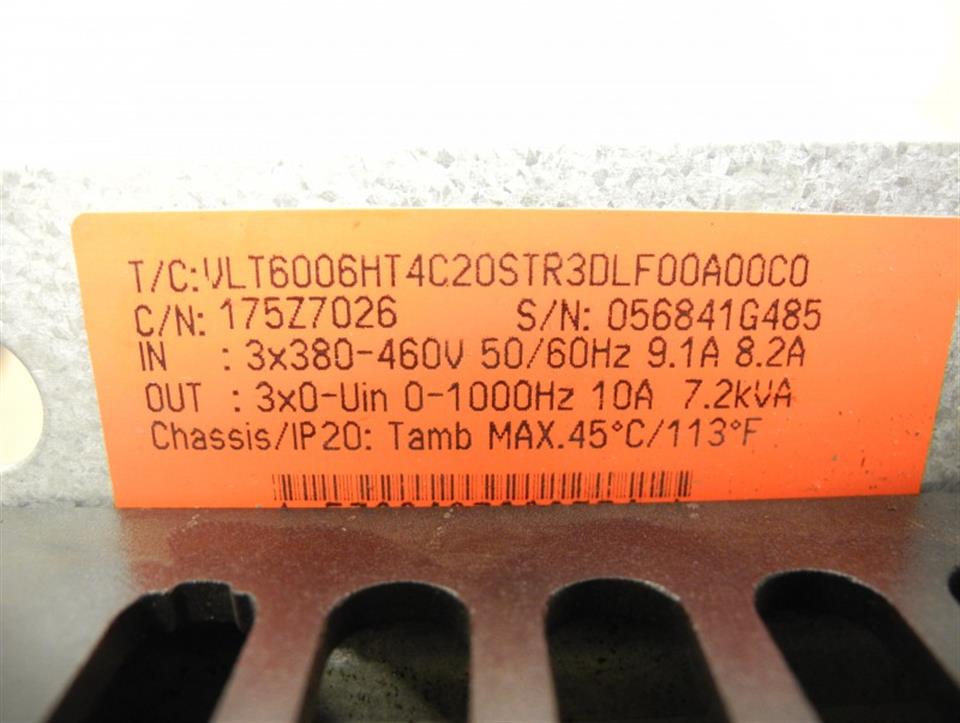 T/C:VLT6006HT4C20STR3DLF00A00C0
C/N: 175Z7026 S/N: 056841G485
IN : 3x380-460V 50/60Hz 9.1A 8.2A
OUT : 3x0-Uin 0-1000Hz 10A 7.2kVA
Chassis/IP20: Tamb MAX.45°C/113°F